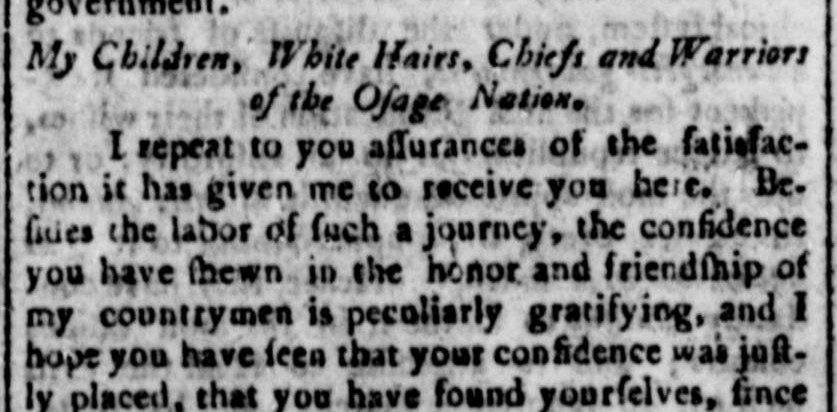 government.
My Children, White Hairs, Chiefs and Warriors
of the Oſage Nation.
I repeat to you aſſurances of the ſatisfac-
tion it has given me to receive you here. Be-
ſides the labor of ſuch a journey, the confidence
you have ſhewn in the honor and friendſhip of
my countrymen is peculiarly gratifying, and I
hope you have ſeen that your confidence was juſt-
ly placed, that you have found yourſelves, ſince